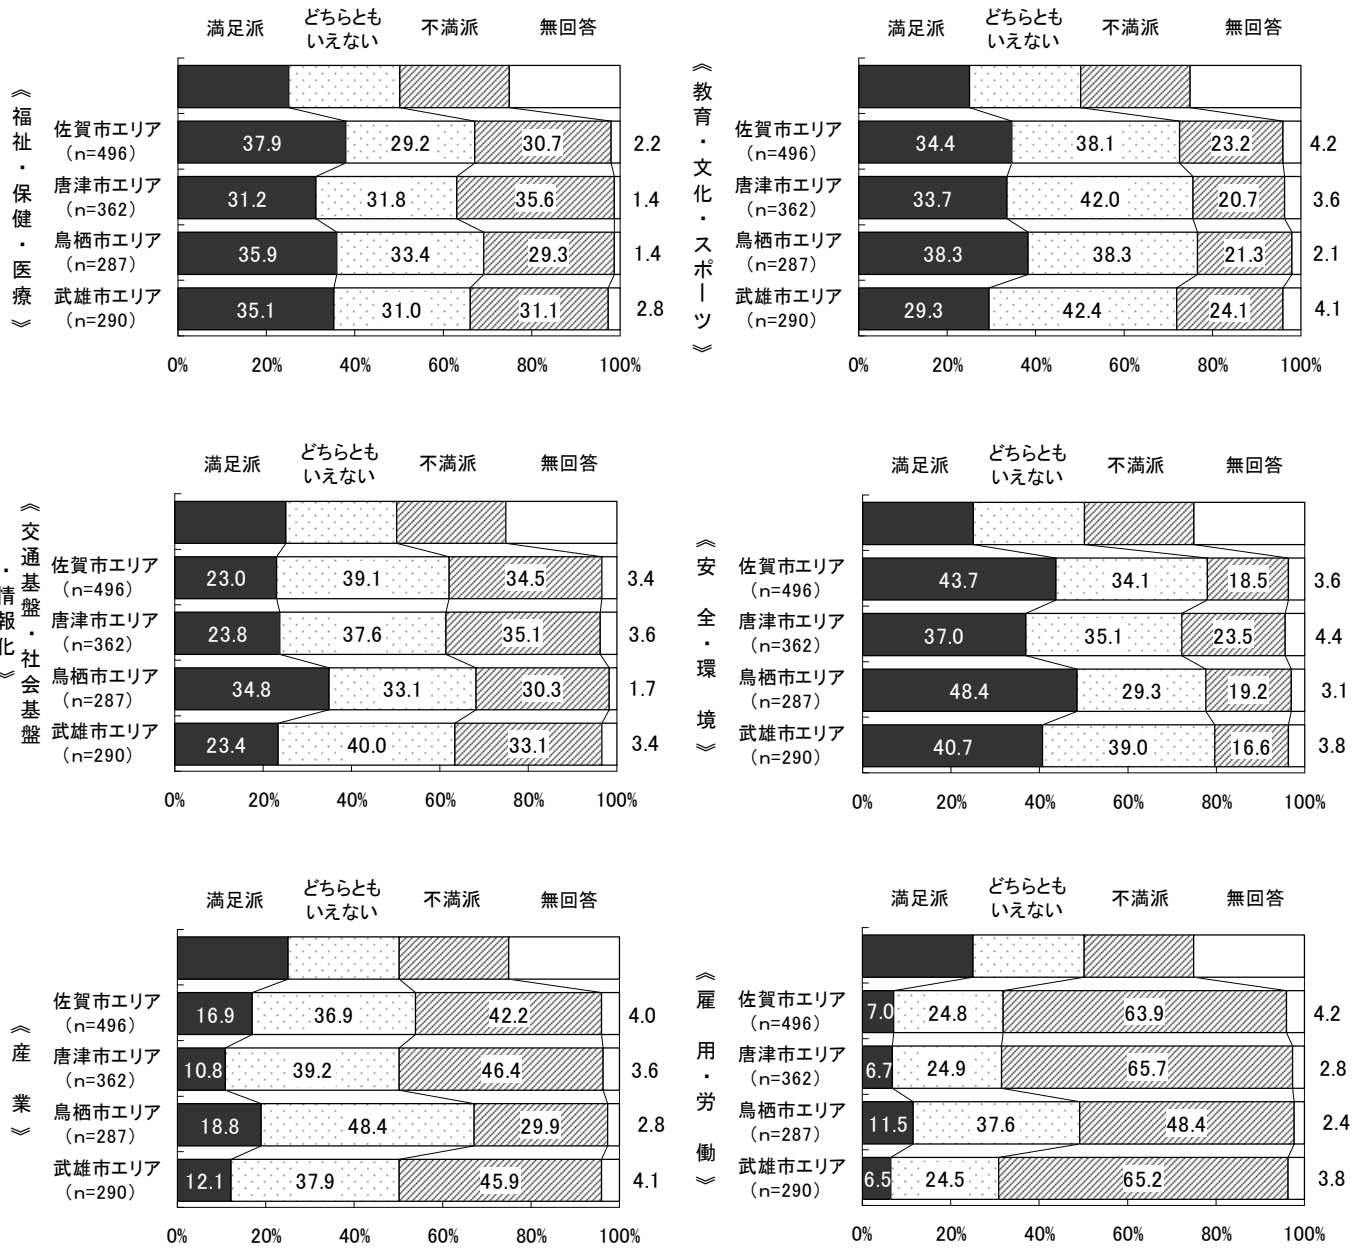 《福祉・保健・医療》
満足派 どちらとも 不満派 無回答
いえない
佐賀市エリア
(n=496)
37.9 29.2 30.7 2.2
唐津市エリア
(n=362)
31.2 31.8 35.6 1.4
鳥栖市エリア
(n=287)
35.9 33.4 29.3 1.4
武雄市エリア
(n=290)
35.1 31.0 31.1 2.8
0% 20% 40% 60% 80% 100%
《教育・文化・スポーツ》
満足派 どちらとも 不満派 無回答
いえない
佐賀市エリア
(n=496)
34.4 38.1 23.2 4.2
唐津市エリア
(n=362)
33.7 42.0 20.7 3.6
鳥栖市エリア
(n=287)
38.3 38.3 21.3 2.1
武雄市エリア
(n=290)
29.3 42.4 24.1 4.1
0% 20% 40% 60% 80% 100%
《交通基盤・社会基盤
・情報化》
満足派 どちらとも 不満派 無回答
いえない
佐賀市エリア
(n=496)
23.0 39.1 34.5 3.4
唐津市エリア
(n=362)
23.8 37.6 35.1 3.6
鳥栖市エリア
(n=287)
34.8 33.1 30.3 1.7
武雄市エリア
(n=290)
23.4 40.0 33.1 3.4
0% 20% 40% 60% 80% 100%
《安全・環境》
満足派 どちらとも 不満派 無回答
いえない
佐賀市エリア
(n=496)
43.7 34.1 18.5 3.6
唐津市エリア
(n=362)
37.0 35.1 23.5 4.4
鳥栖市エリア
(n=287)
48.4 29.3 19.2 3.1
武雄市エリア
(n=290)
40.7 39.0 16.6 3.8
0% 20% 40% 60% 80% 100%
《産業》
満足派 どちらとも 不満派 無回答
いえない
佐賀市エリア
(n=496)
16.9 36.9 42.2 4.0
唐津市エリア
(n=362)
10.8 39.2 46.4 3.6
鳥栖市エリア
(n=287)
18.8 48.4 29.9 2.8
武雄市エリア
(n=290)
12.1 37.9 45.9 4.1
0% 20% 40% 60% 80% 100%
《雇用・労働》
満足派 どちらとも 不満派 無回答
いえない
佐賀市エリア
(n=496)
7.0 24.8 63.9 4.2
唐津市エリア
(n=362)
6.7 24.9 65.7 2.8
鳥栖市エリア
(n=287)
11.5 37.6 48.4 2.4
武雄市エリア
(n=290)
6.5 24.5 65.2 3.8
0% 20% 40% 60% 80% 100%